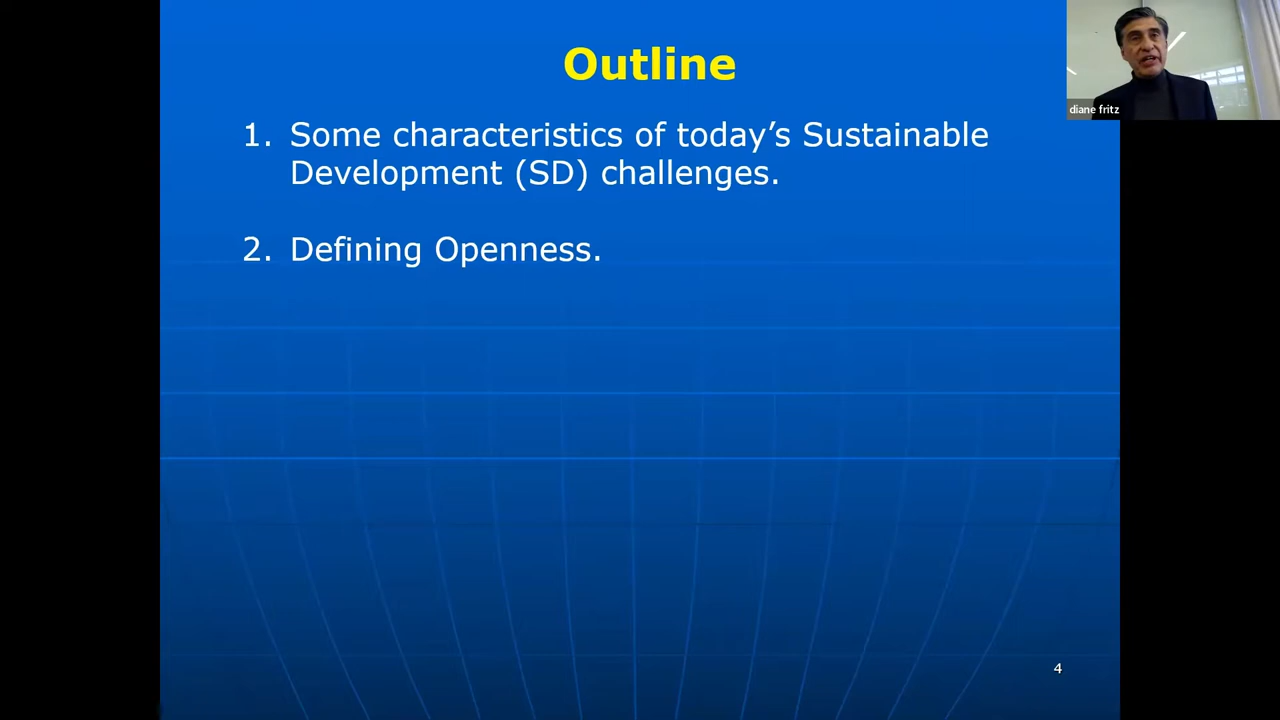 Outline
1. Some characteristics of today’s Sustainable
Development (SD) challenges.
2. Defining Openness.
diane fritz
4